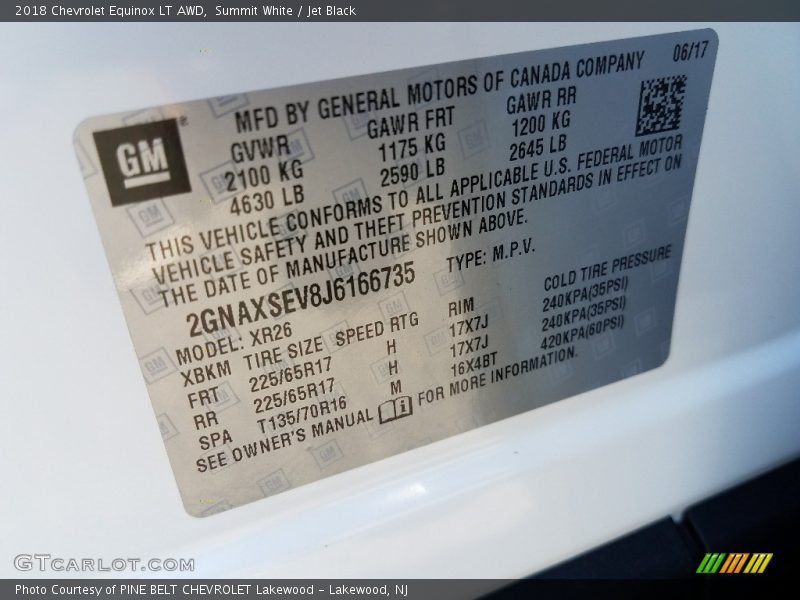 2018 Chevrolet Equinox LT AWD, Summit White / Jet Black
06/17
GM®
MFD BY GENERAL MOTORS OF CANADA COMPANY
GVWR GAWR FRT GAWR RR
2100 KG 1175 KG 1200 KG
4630 LB 2590 LB 2645 LB
THIS VEHICLE CONFORMS TO ALL APPLICABLE U.S. FEDERAL MOTOR
VEHICLE SAFETY AND THEFT PREVENTION STANDARDS IN EFFECT ON
THE DATE OF MANUFACTURE SHOWN ABOVE.
2GNAXSEV8J6166735 TYPE: M.P.V.
MODEL: XR26
XBKM TIRE SIZE SPEED RTG RIM COLD TIRE PRESSURE
FRT 225/65R17 H 17X7J 240KPA(35PSI)
RR 225/65R17 H 17X7J 240KPA(35PSI)
SPA T135/70R16 M 16X4BT 420KPA(60PSI)
SEE OWNER'S MANUAL i FOR MORE INFORMATION.
GTCARLOT.COM
Photo Courtesy of PINE BELT CHEVROLET Lakewood - Lakewood, NJ